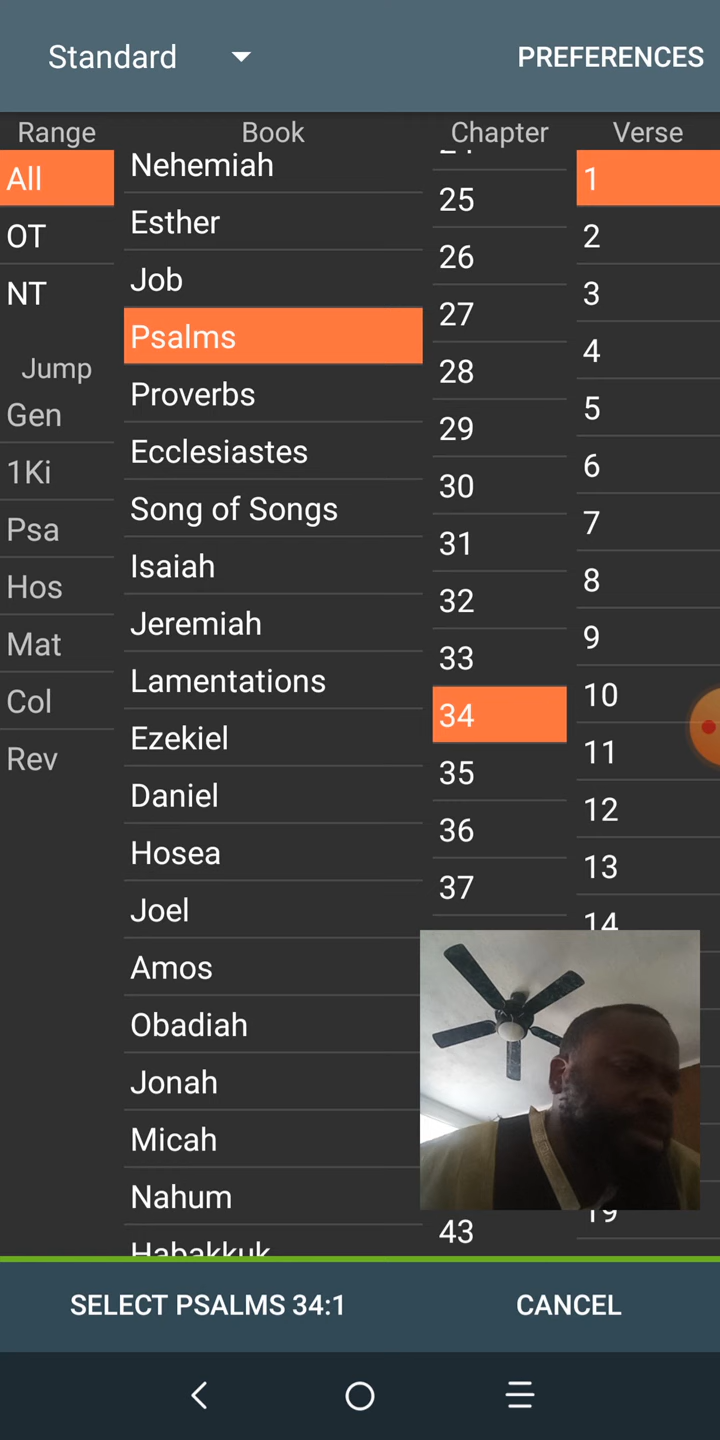 Standard
PREFERENCES
Range
Book
Chapter
Verse
All
OT
NT
Jump
Gen
1Ki
Psa
Hos
Mat
Col
Rev
Nehemiah
Esther
Job
Psalms
Proverbs
Ecclesiastes
Song of Songs
Isaiah
Jeremiah
Lamentations
Ezekiel
Daniel
Hosea
Joel
Amos
Obadiah
Jonah
Micah
Nahum
Habakkuk
25
26
27
28
29
30
31
32
33
34
35
36
37
43
1
2
3
4
5
6
7
8
9
10
11
12
13
14
19
SELECT PSALMS 34:1
CANCEL